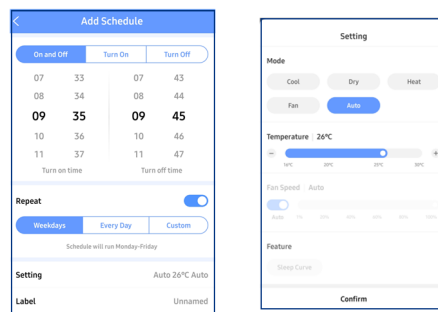 Add Schedule
On and Off Turn On Turn Off
07 33 07 43
08 34 08 44
09 35 09 45
10 36 10 46
11 37 11 47
Turn on time Turn off time
Repeat
Weekdays Every Day Custom
Schedule will run Monday-Friday
Setting Auto 26°C Auto
Label Unnamed
Setting
Mode
Cool Dry Heat
Fan Auto
Temperature | 26°C
16°C 20°C 25°C 30°C
Fan Speed | Auto
Auto
Feature
Sleep Curve
Confirm